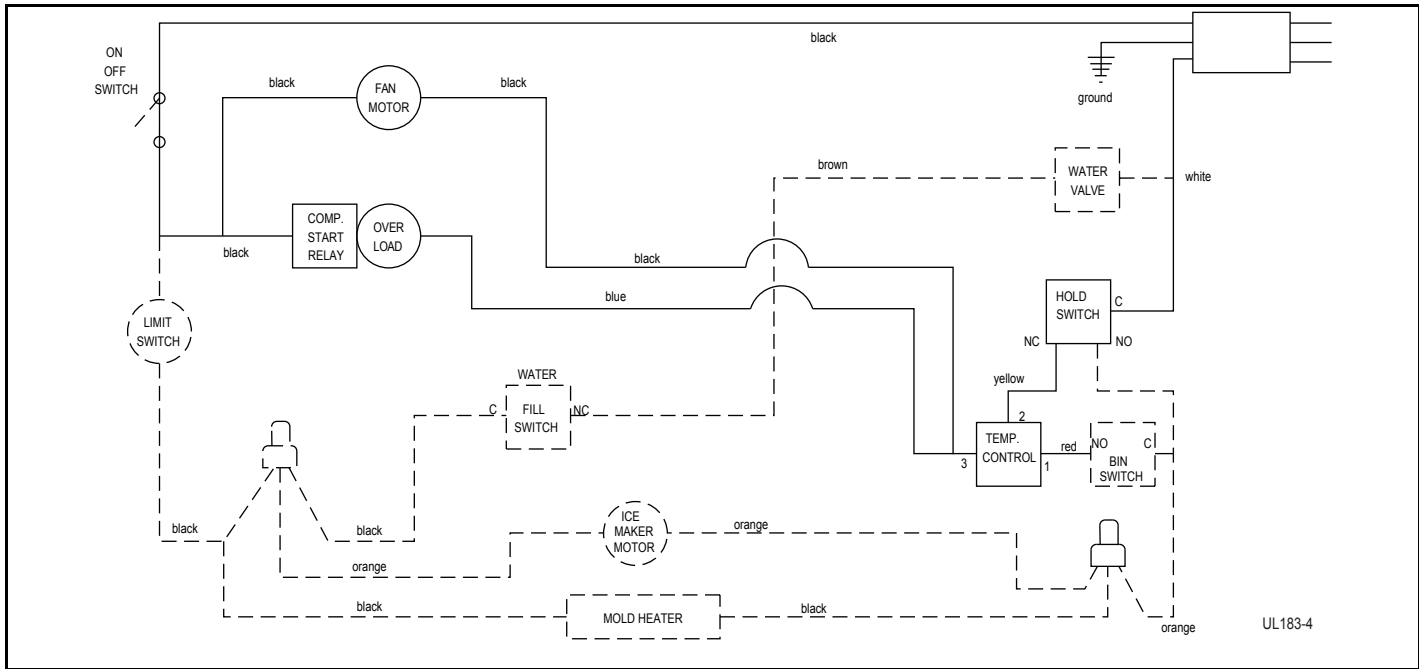 black
ON
OFF
SWITCH
black
FAN
MOTOR
black
ground
brown
WATER
VALVE
white
COMP.
START
RELAY
OVER
LOAD
black
black
blue
HOLD
SWITCH
C
NC
NO
LIMIT
SWITCH
WATER
C
FILL
SWITCH
NC
yellow
2
TEMP.
CONTROL
3
1
red
NO
C
BIN
SWITCH
black
black
ICE
MAKER
MOTOR
orange
orange
black
MOLD HEATER
black
orange
UL183-4